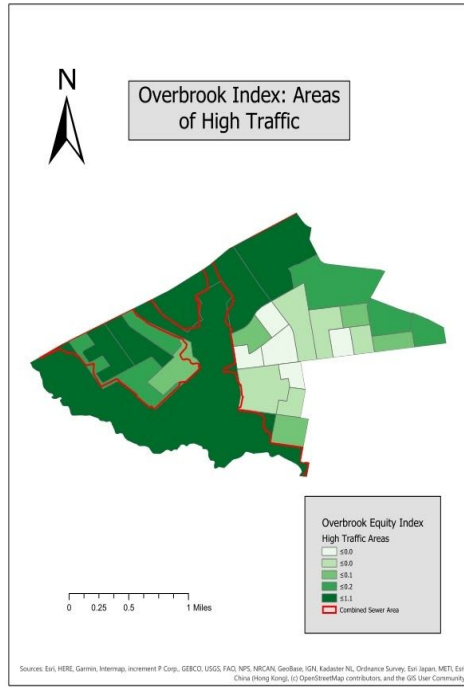 N
Overbrook Index: Areas
of High Traffic
Overbrook Equity Index
High Traffic Areas
≤0.0
≤0.0
≤0.1
≤0.2
≤1.1
Combined Sewer Area
0 0.25 0.5 1 Miles
Sources: Esri, HERE, Garmin, Intermap, increment P Corp., GEBCO, USGS, FAO, NPS, NRCAN, GeoBase, IGN, Kadaster NL, Ordnance Survey, Esri Japan, METI, Esri
China (Hong Kong), (c) OpenStreetMap contributors, and the GIS User Community